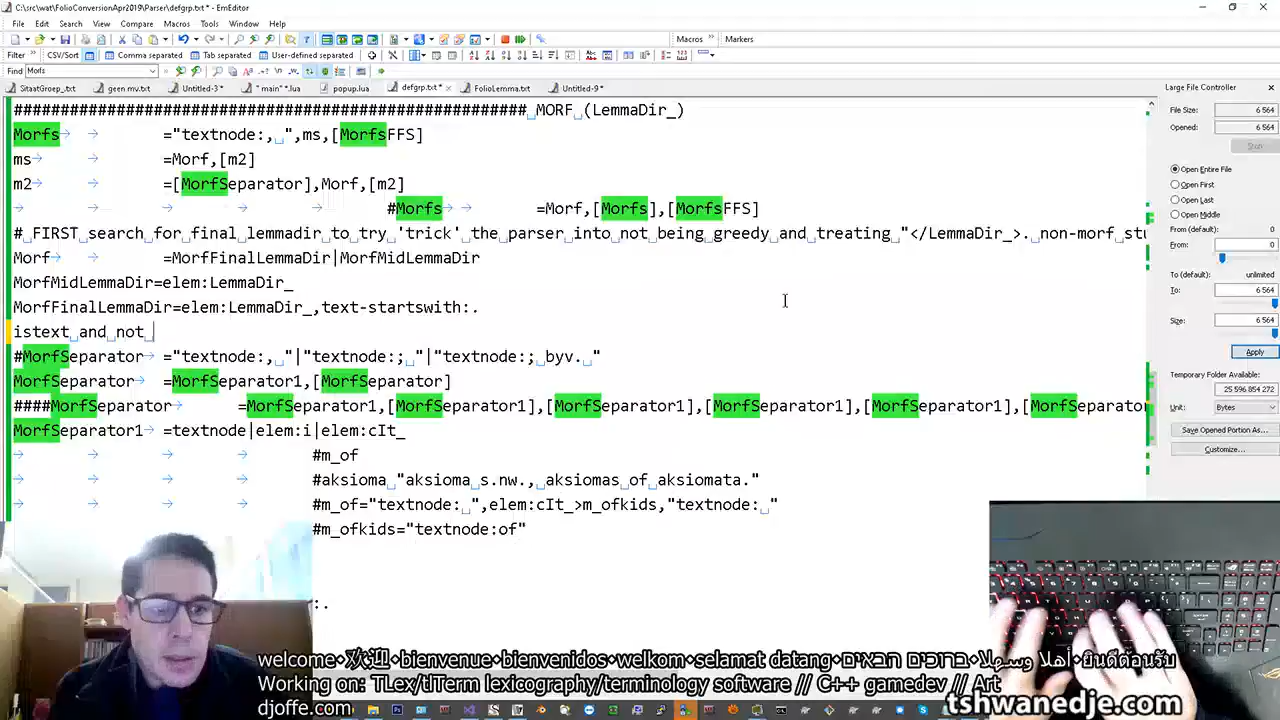 C:\src\wat\FolioConversionApr2019\Parser\defgrp.txt * - EmEditor
File Edit Search View Compare Macros Tools Window Help
Macros Markers
Filter CSV/Sort Comma separated Tab separated User-defined separated
Find Morfs
SitaatGroep_.txt geen mv.txt Untitled-3 * * main* *.lua popup.lua defgrp.txt * FolioLemma.txt Untitled-9 *
################################################### MORF (LemmaDir_)
Morfs ="textnode:, ",ms,[MorfsFFS]
ms =Morf,[m2]
m2 =[MorfSeparator],Morf,[m2]
#Morfs =Morf,[Morfs],[MorfsFFS]
# FIRST search for final lemmadir to try 'trick' the parser into not being greedy and treating "</LemmaDir_>. non-morf stu
Morf =MorfFinalLemmaDir|MorfMidLemmaDir
MorfMidLemmaDir=elem:LemmaDir_
MorfFinalLemmaDir=elem:LemmaDir_,text-startswith:.
istext and not
#MorfSeparator ="textnode:, "|"textnode:; "|"textnode:; byv. "
MorfSeparator =MorfSeparator1,[MorfSeparator]
####MorfSeparator =MorfSeparator1,[MorfSeparator1],[MorfSeparator1],[MorfSeparator1],[MorfSeparator1],[MorfSeparator
MorfSeparator1 =textnode|elem:i|elem:cIt_
#m_of
#aksioma "aksioma s.nw., aksiomas of aksiomata."
#m_of="textnode: ",elem:cIt_>m_ofkids,"textnode: "
#m_ofkids="textnode:of"
:.
Large File Controller
File Size: 6 564
Opened: 6 564
Stop
Open Entire File
Open First
Open Last
Open Middle
From (default): 0
From: 0
To (default): unlimited
To: 6 564
Size: 6 564
Apply
Temporary Folder Available:
25 596 854 272
Unit: Bytes
Save Opened Portion As...
Customize...
welcome•欢迎•bienvenue•bienvenidos•welkom•selamat datang•ברוכים הבאים•أهلا وسهلا•ยินดีต้อนรับ
Working on: TLex/tlTerm lexicography/terminology software // C++ gamedev // Art
djoffe.com
tshwanedje.com